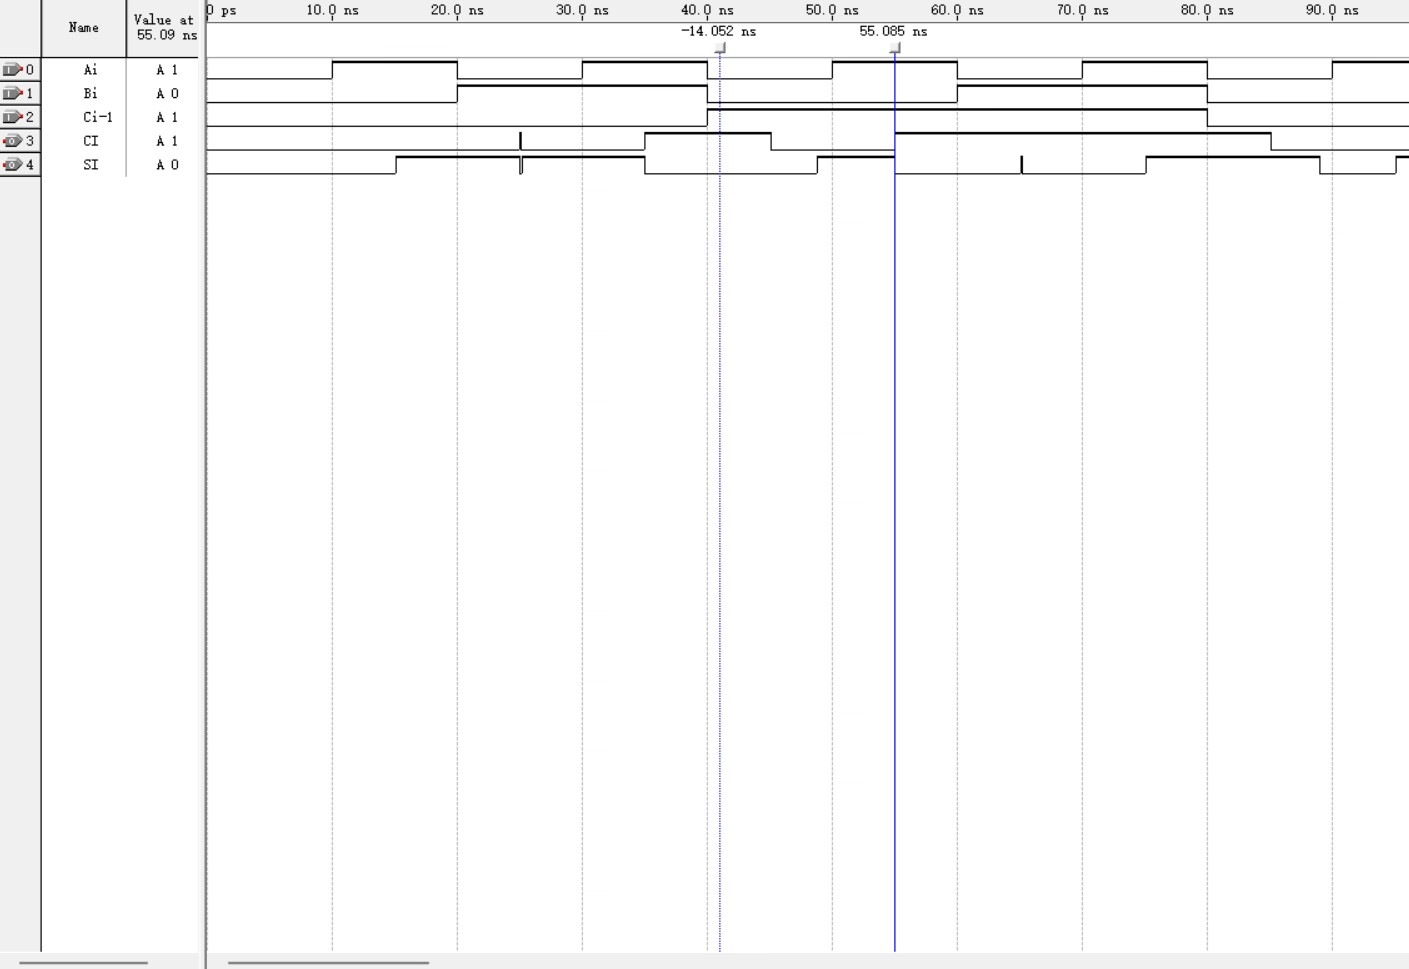 Name
Value at
55.09 ns
0 ps
10.0 ns
20.0 ns
30.0 ns
40.0 ns
50.0 ns
60.0 ns
70.0 ns
80.0 ns
90.0 ns
-14.052 ns
55.085 ns
0 Ai A 1
1 Bi A 0
2 Ci-1 A 1
3 CI A 1
4 SI A 0